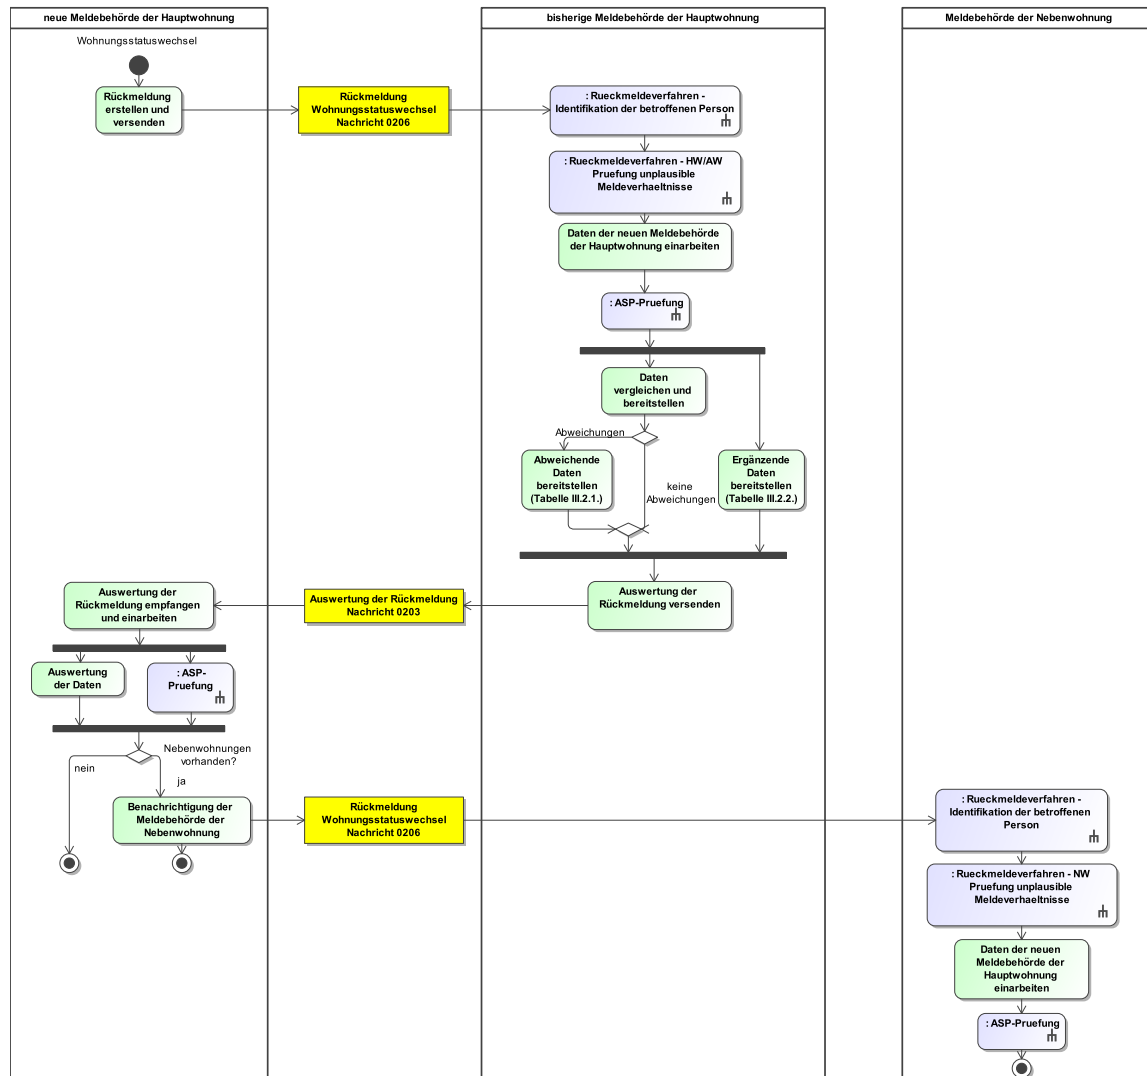 neue Meldebehörde der Hauptwohnung
bisherige Meldebehörde der Hauptwohnung
Meldebehörde der Nebenwohnung
Wohnungsstatuswechsel
Rückmeldung
erstellen und
versenden
Rückmeldung
Wohnungsstatuswechsel
Nachricht 0206
: Rueckmeldeverfahren -
Identifikation der betroffenen Person
: Rueckmeldeverfahren - HW/AW
Pruefung unplausible
Meldeverhaeltnisse
Daten der neuen Meldebehörde
der Hauptwohnung einarbeiten
: ASP-Pruefung
Daten
vergleichen und
bereitstellen
Abweichungen
Abweichende
Daten
bereitstellen
(Tabelle III.2.1.)
keine
Abweichungen
Ergänzende
Daten
bereitstellen
(Tabelle III.2.2.)
Auswertung der
Rückmeldung versenden
Auswertung der Rückmeldung
Nachricht 0203
Auswertung der
Rückmeldung empfangen
und einarbeiten
Auswertung
der Daten
: ASP-
Pruefung
Nebenwohnungen
vorhanden?
nein
ja
Benachrichtigung der
Meldebehörde der
Nebenwohnung
Rückmeldung
Wohnungsstatuswechsel
Nachricht 0206
: Rueckmeldeverfahren -
Identifikation der betroffenen
Person
: Rueckmeldeverfahren - NW
Pruefung unplausible
Meldeverhaeltnisse
Daten der neuen
Meldebehörde der
Hauptwohnung
einarbeiten
: ASP-Pruefung